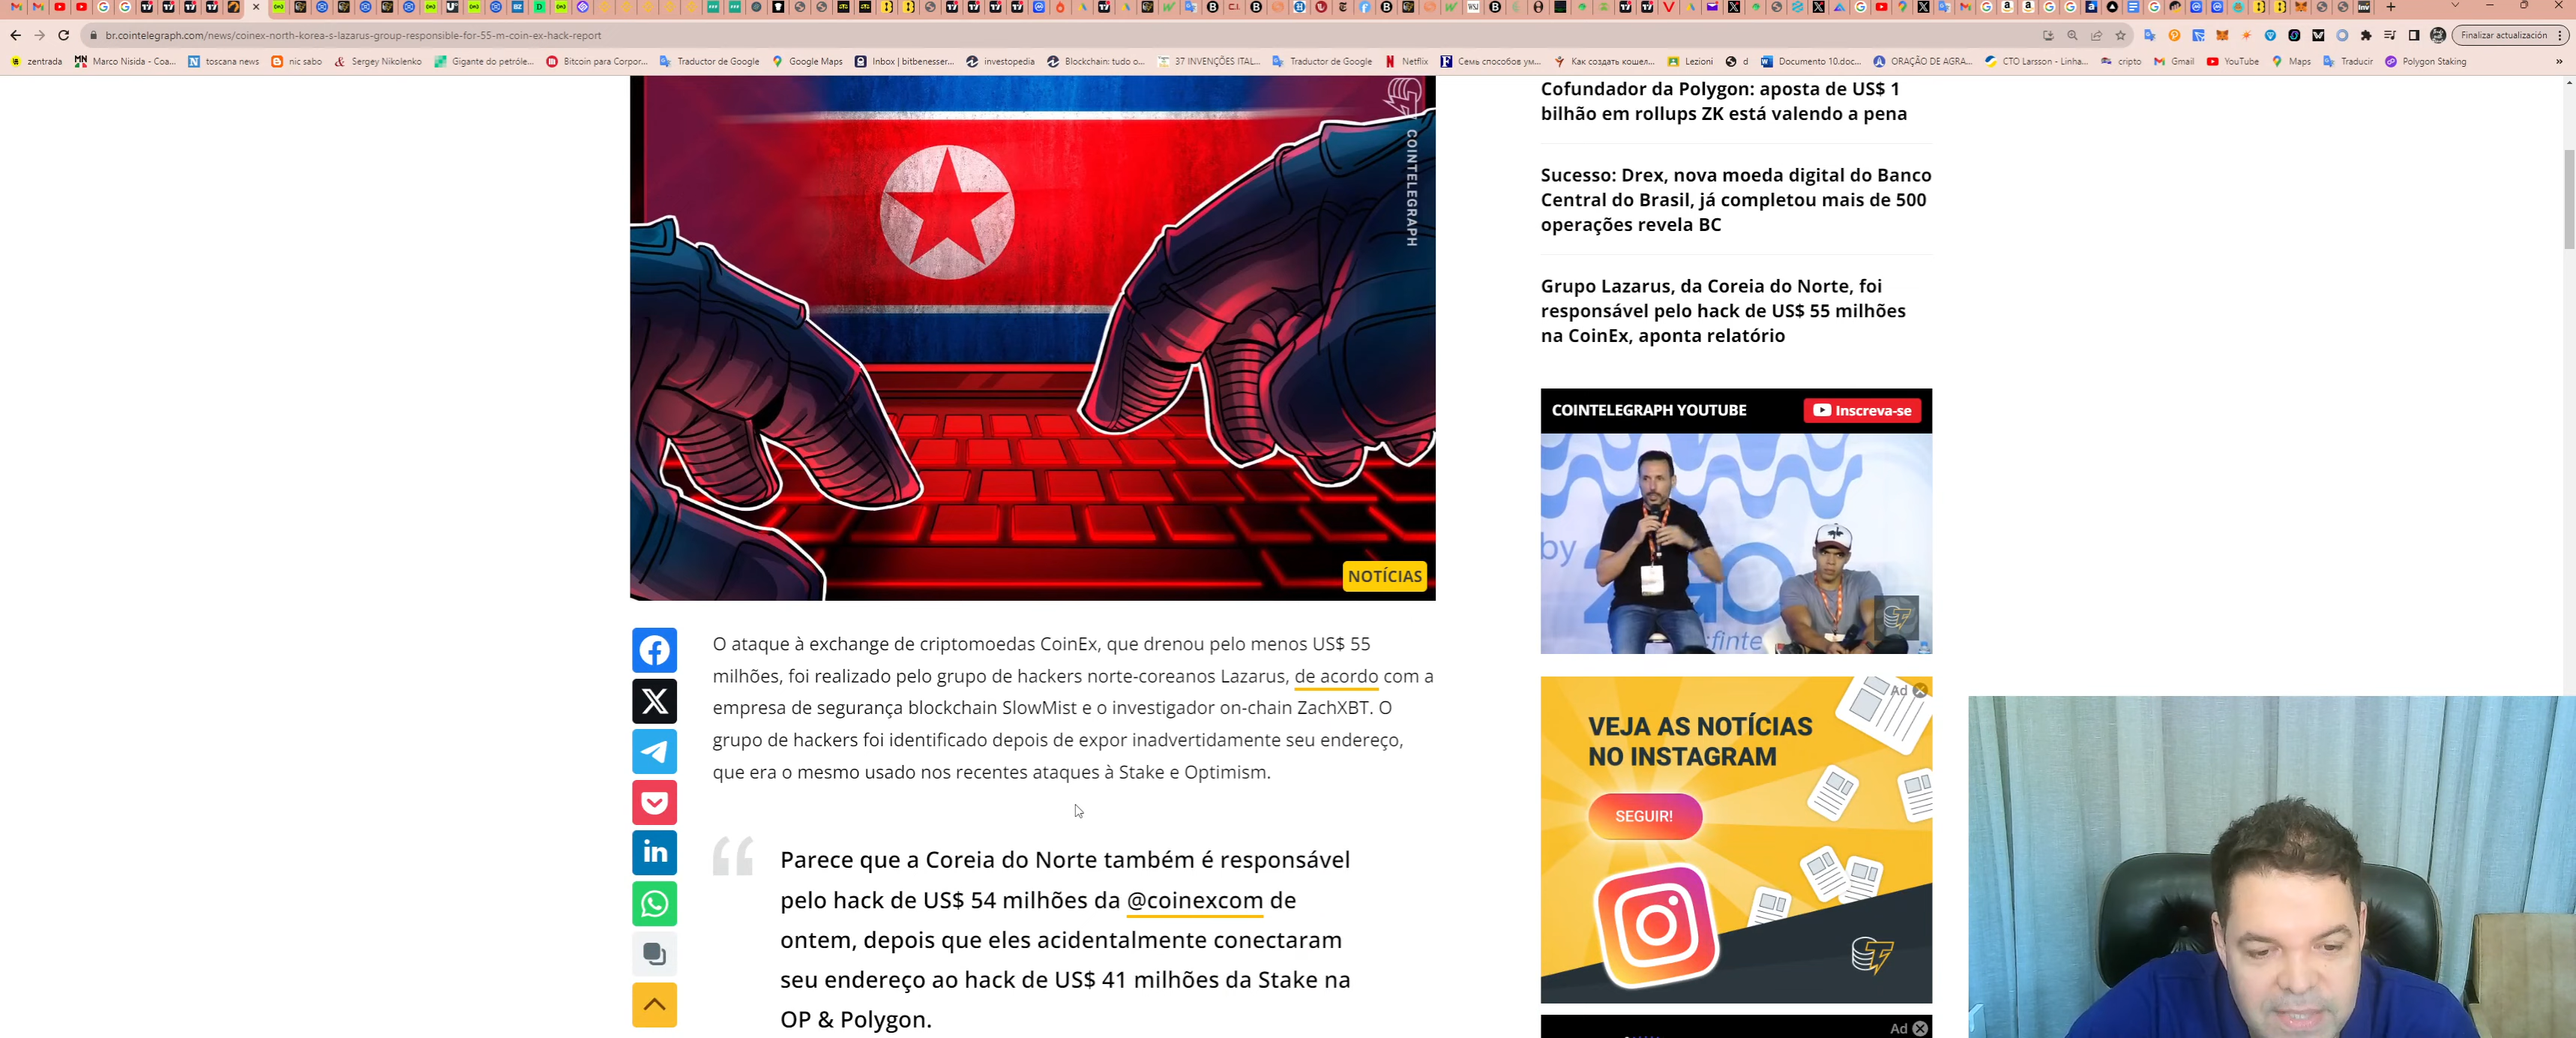 br.cointelegraph.com/news/coinex-north-korea-s-lazarus-group-responsible-for-55-m-coin-ex-hack-report
Finalizar actualización
zentrada
Marco Nisida - Coa...
toscana news
nic sabo
Sergey Nikolenko
Gigante do petróle...
Bitcoin para Corpor...
Traductor de Google
Google Maps
Inbox | bitbenesser...
investopedia
Blockchain: tudo o...
37 INVENÇÕES ITAL...
Traductor de Google
Netflix
Семь способов ум...
Как создать кошел...
Lezioni
d
Documento 10.doc...
ORAÇÃO DE AGRA...
CTO Larsson - Linha...
cripto
Gmail
YouTube
Maps
Traducir
Polygon Staking
»
COINTELEGRAPH
NOTÍCIAS
O ataque à exchange de criptomoedas CoinEx, que drenou pelo menos US$ 55
milhões, foi realizado pelo grupo de hackers norte-coreanos Lazarus, de acordo com a
empresa de segurança blockchain SlowMist e o investigador on-chain ZachXBT. O
grupo de hackers foi identificado depois de expor inadvertidamente seu endereço,
que era o mesmo usado nos recentes ataques à Stake e Optimism.
Parece que a Coreia do Norte também é responsável
pelo hack de US$ 54 milhões da @coinexcom de
ontem, depois que eles acidentalmente conectaram
seu endereço ao hack de US$ 41 milhões da Stake na
OP & Polygon.
Cofundador da Polygon: aposta de US$ 1
bilhão em rollups ZK está valendo a pena
Sucesso: Drex, nova moeda digital do Banco
Central do Brasil, já completou mais de 500
operações revela BC
Grupo Lazarus, da Coreia do Norte, foi
responsável pelo hack de US$ 55 milhões
na CoinEx, aponta relatório
COINTELEGRAPH YOUTUBE
Inscreva-se
by
:finte
Ad
VEJA AS NOTÍCIAS
NO INSTAGRAM
SEGUIR!
Ad